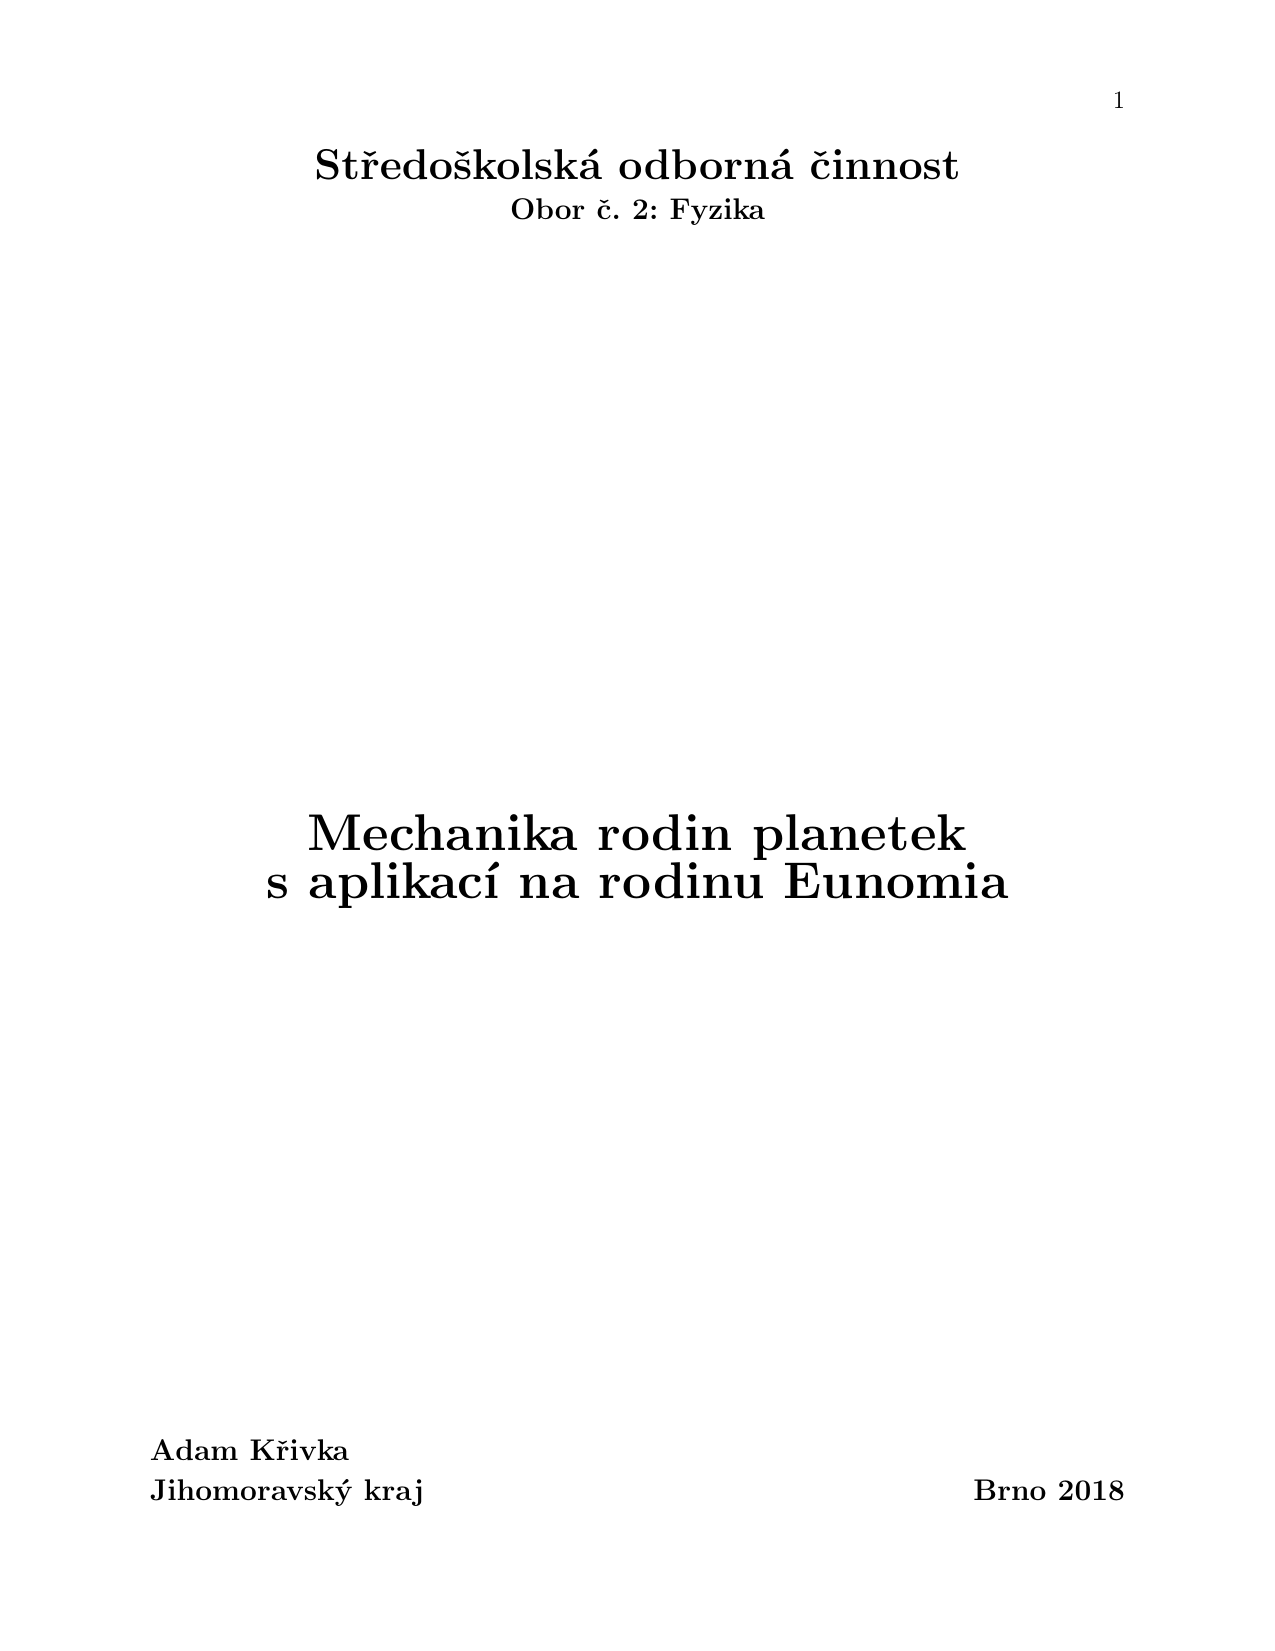 1
Středoškolská odborná činnost
Obor č. 2: Fyzika
Mechanika rodin planetek
s aplikací na rodinu Eunomia
Adam Křivka
Jihomoravský kraj
Brno 2018